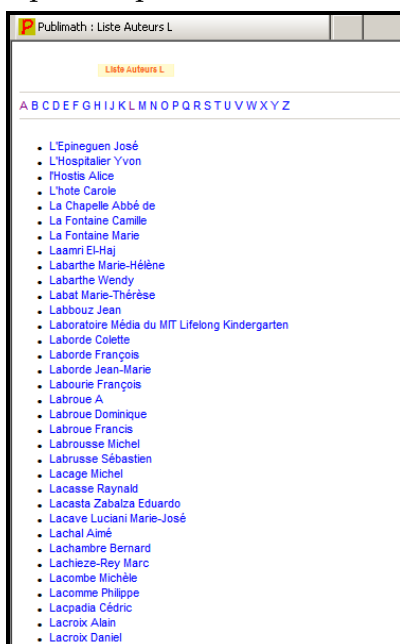 Publimath : Liste Auteurs L
Liste Auteurs L
A B C D E F G H I J K L M N O P Q R S T U V W X Y Z
L'Epineguen José
L'Hospitalier Yvon
l'Hostis Alice
L'hote Carole
La Chapelle Abbé de
La Fontaine Camille
La Fontaine Marie
Laamri El-Haj
Labarthe Marie-Hélène
Labarthe Wendy
Labat Marie-Thérèse
Labbouz Jean
Laboratoire Média du MIT Lifelong Kindergarten
Laborde Colette
Laborde François
Laborde Jean-Marie
Labourie François
Labroue A
Labroue Dominique
Labroue Francis
Labrousse Michel
Labrusse Sébastien
Lacage Michel
Lacasse Raynald
Lacasta Zabalza Eduardo
Lacave Luciani Marie-José
Lachal Aimé
Lachambre Bernard
Lachieze-Rey Marc
Lacombe Michèle
Lacomme Philippe
Lacpadia Cédric
Lacroix Alain
Lacroix Daniel